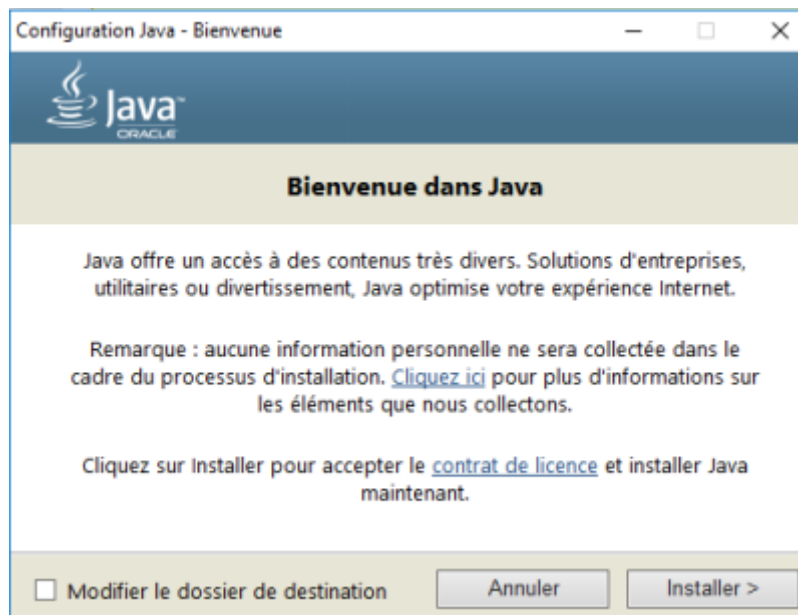 Configuration Java - Bienvenue
Java™
ORACLE
Bienvenue dans Java
Java offre un accès à des contenus très divers. Solutions d'entreprises,
utilitaires ou divertissement, Java optimise votre expérience Internet.
Remarque : aucune information personnelle ne sera collectée dans le
cadre du processus d'installation. Cliquez ici pour plus d'informations sur
les éléments que nous collectons.
Cliquez sur Installer pour accepter le contrat de licence et installer Java
maintenant.
Modifier le dossier de destination
Annuler
Installer >